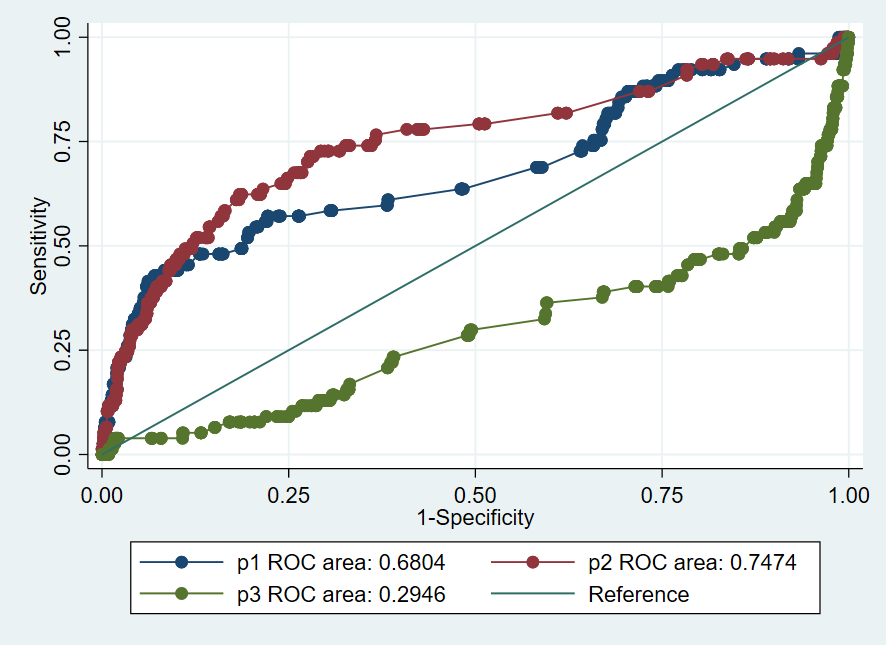 1.00
0.75
0.50
0.25
0.00
Sensitivity
0.00 0.25 0.50 0.75 1.00
1-Specificity
p1 ROC area: 0.6804 p2 ROC area: 0.7474
p3 ROC area: 0.2946 Reference